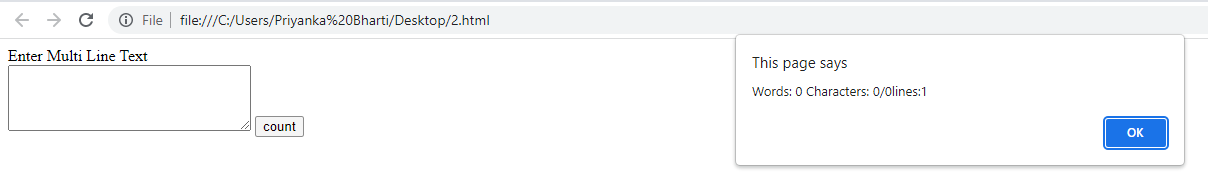 File file:///C:/Users/Priyanka%20Bharti/Desktop/2.html
Enter Multi Line Text
count
This page says
Words: 0 Characters: 0/0lines:1
OK